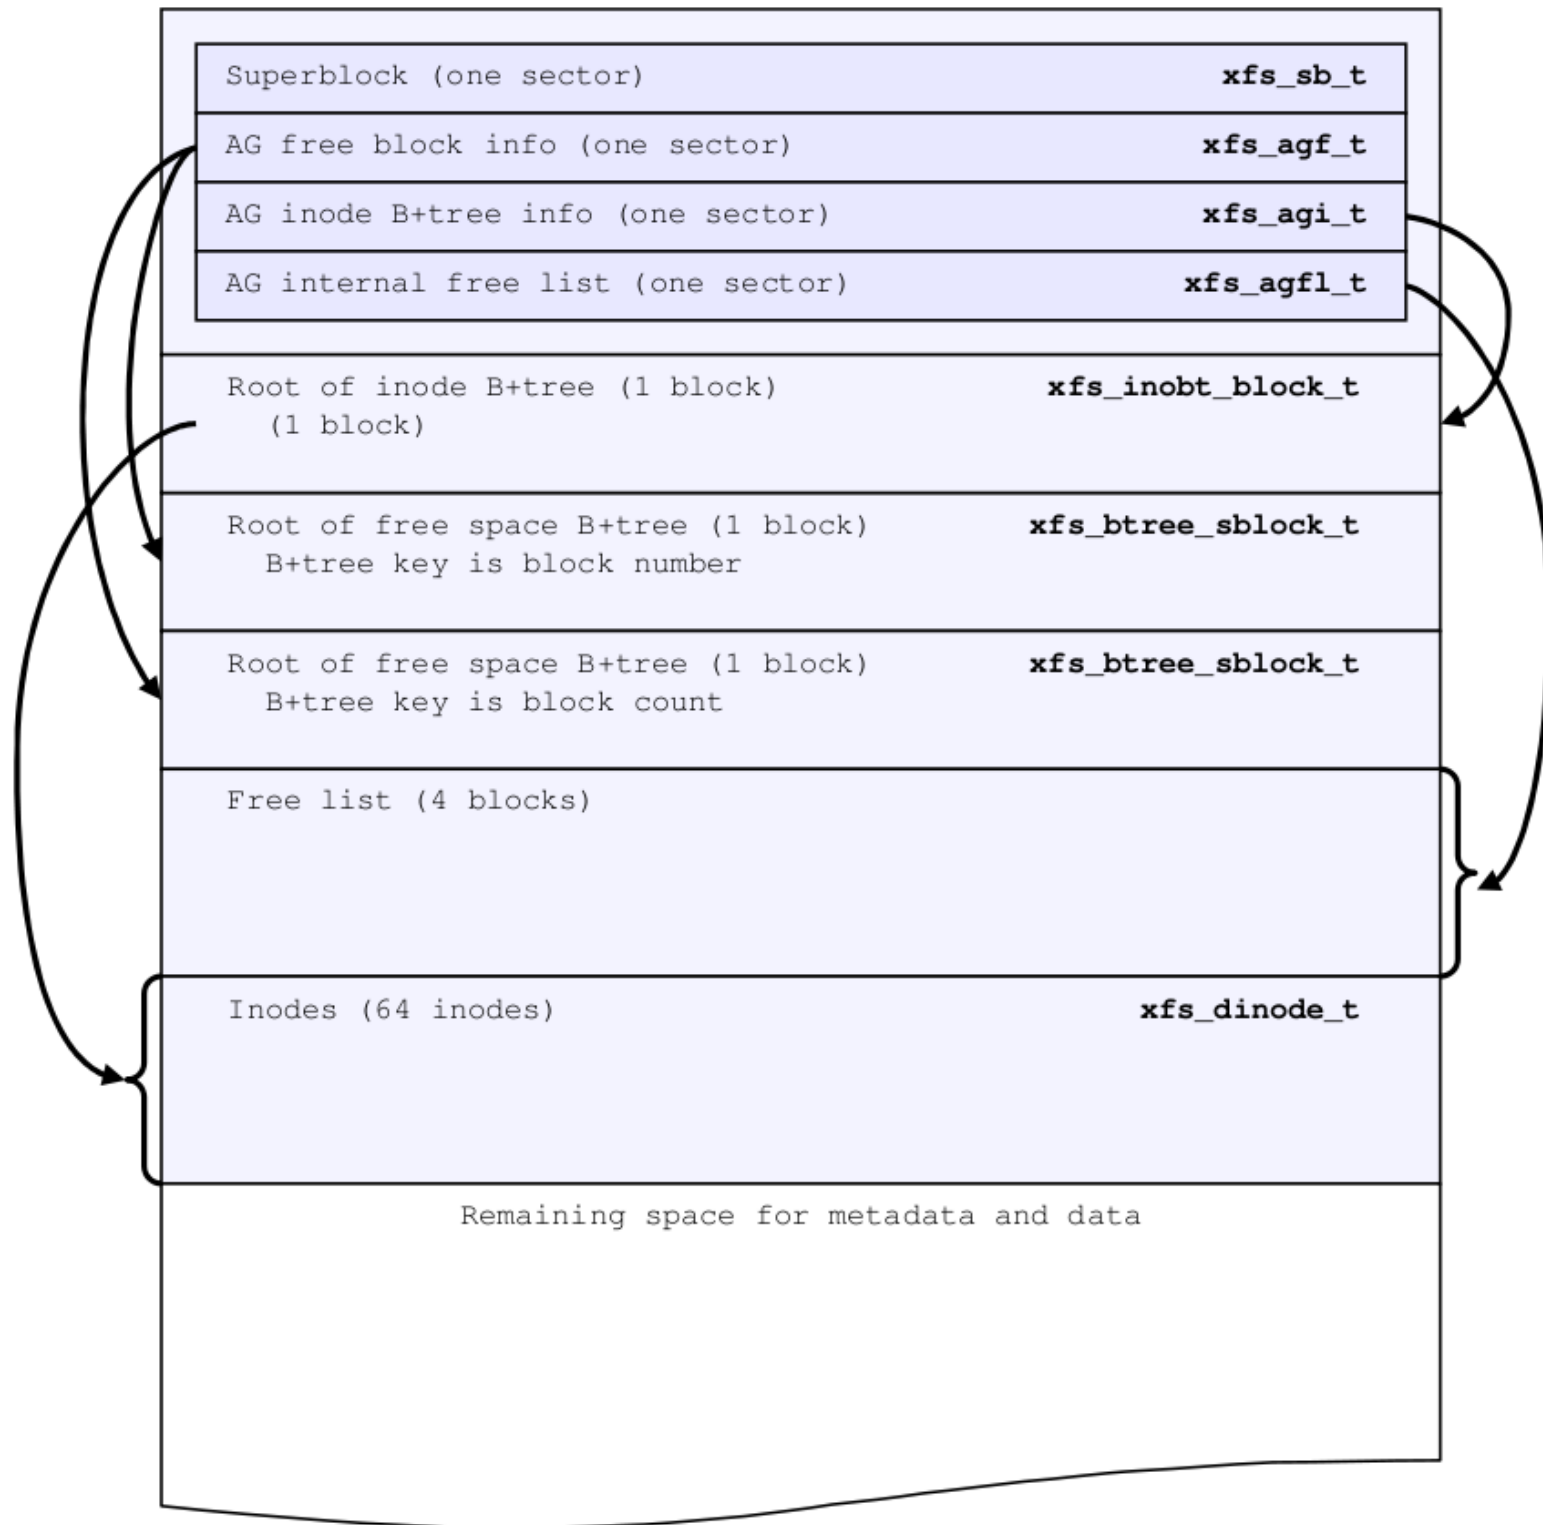 Superblock (one sector) xfs_sb_t
AG free block info (one sector) xfs_agf_t
AG inode B+tree info (one sector) xfs_agi_t
AG internal free list (one sector) xfs_agfl_t
Root of inode B+tree (1 block) xfs_inobt_block_t
(1 block)
Root of free space B+tree (1 block) xfs_btree_sblock_t
B+tree key is block number
Root of free space B+tree (1 block) xfs_btree_sblock_t
B+tree key is block count
Free list (4 blocks)
Inodes (64 inodes) xfs_dinode_t
Remaining space for metadata and data